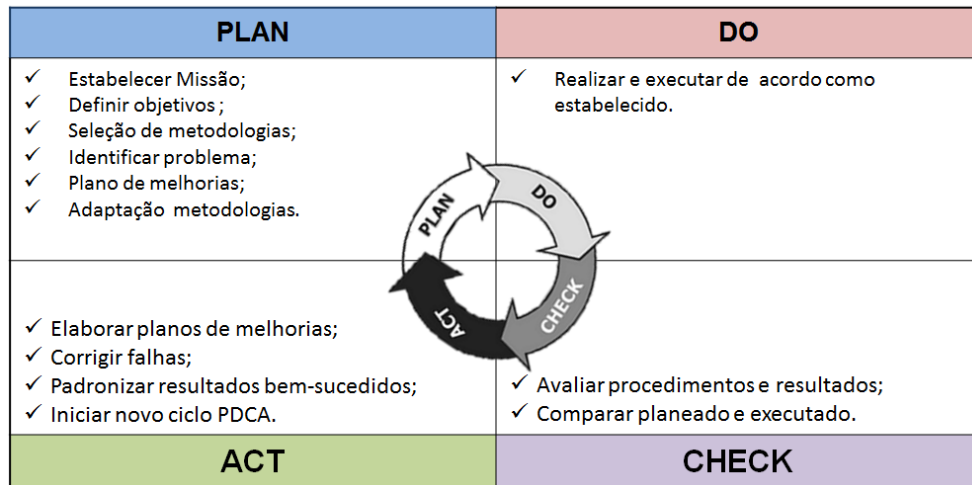 PLAN
DO
✓ Estabelecer Missão;
✓ Definir objetivos ;
✓ Seleção de metodologias;
✓ Identificar problema;
✓ Plano de melhorias;
✓ Adaptação metodologias.
✓ Realizar e executar de acordo como
estabelecido.
PLAN
DO
CHECK
ACT
✓ Elaborar planos de melhorias;
✓ Corrigir falhas;
✓ Padronizar resultados bem-sucedidos;
✓ Iniciar novo ciclo PDCA.
✓ Avaliar procedimentos e resultados;
✓ Comparar planeado e executado.
ACT
CHECK